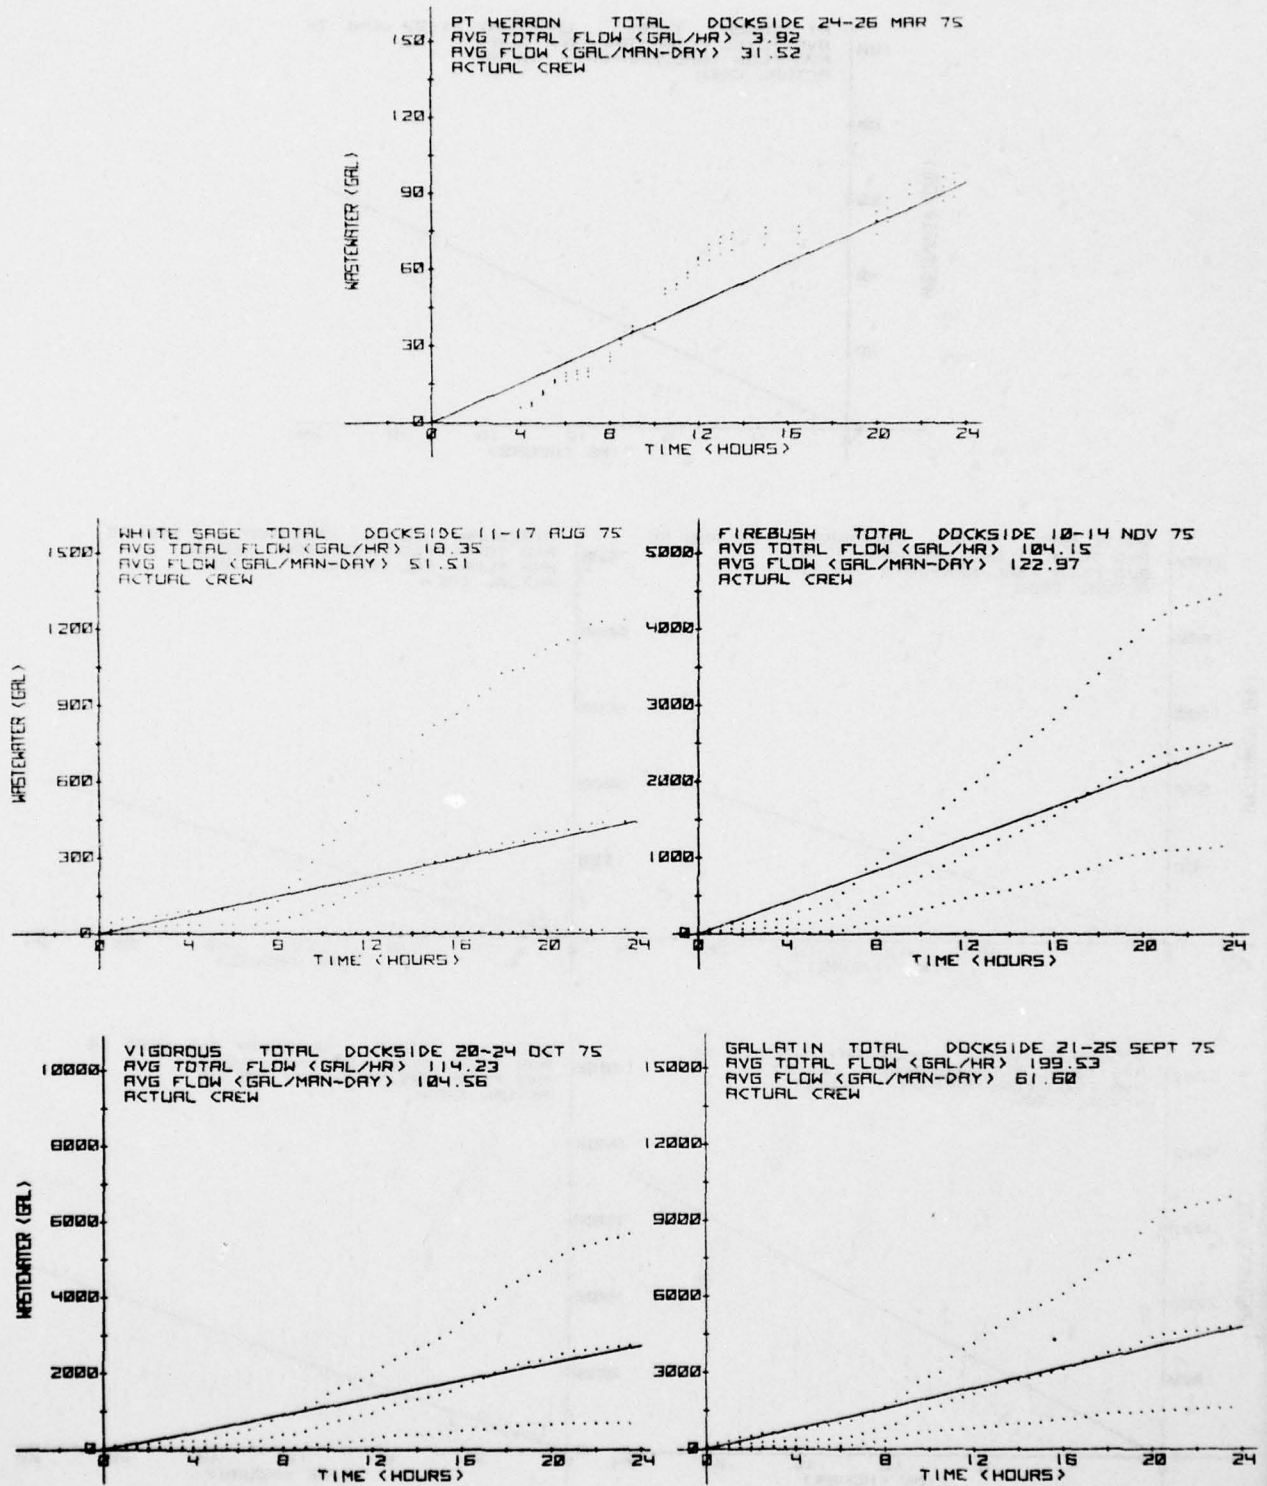 PT HERRON TOTAL DOCKSIDE 24-26 MAR 75
AVG TOTAL FLOW <GAL/HR> 3.92
AVG FLOW <GAL/MAN-DAY> 31.52
ACTUAL CREW
150
120
90
60
30
0
WASTEWATER <GAL>
0 4 8 12 16 20 24
TIME <HOURS>
WHITE SAGE TOTAL DOCKSIDE 11-17 AUG 75
AVG TOTAL FLOW <GAL/HR> 18.35
AVG FLOW <GAL/MAN-DAY> 51.51
ACTUAL CREW
1500
1200
900
600
300
0
WASTEWATER <GAL>
0 4 8 12 16 20 24
TIME <HOURS>
FIREBUSH TOTAL DOCKSIDE 10-14 NOV 75
AVG TOTAL FLOW <GAL/HR> 104.15
AVG FLOW <GAL/MAN-DAY> 122.97
ACTUAL CREW
5000
4000
3000
2000
1000
0
0 4 8 12 16 20 24
TIME <HOURS>
VIGOROUS TOTAL DOCKSIDE 20-24 OCT 75
AVG TOTAL FLOW <GAL/HR> 114.23
AVG FLOW <GAL/MAN-DAY> 104.56
ACTUAL CREW
10000
8000
6000
4000
2000
0
WASTEWATER <GAL>
0 4 8 12 16 20 24
TIME <HOURS>
GALLATIN TOTAL DOCKSIDE 21-25 SEPT 75
AVG TOTAL FLOW <GAL/HR> 199.53
AVG FLOW <GAL/MAN-DAY> 61.60
ACTUAL CREW
15000
12000
9000
6000
3000
0
0 4 8 12 16 20 24
TIME <HOURS>